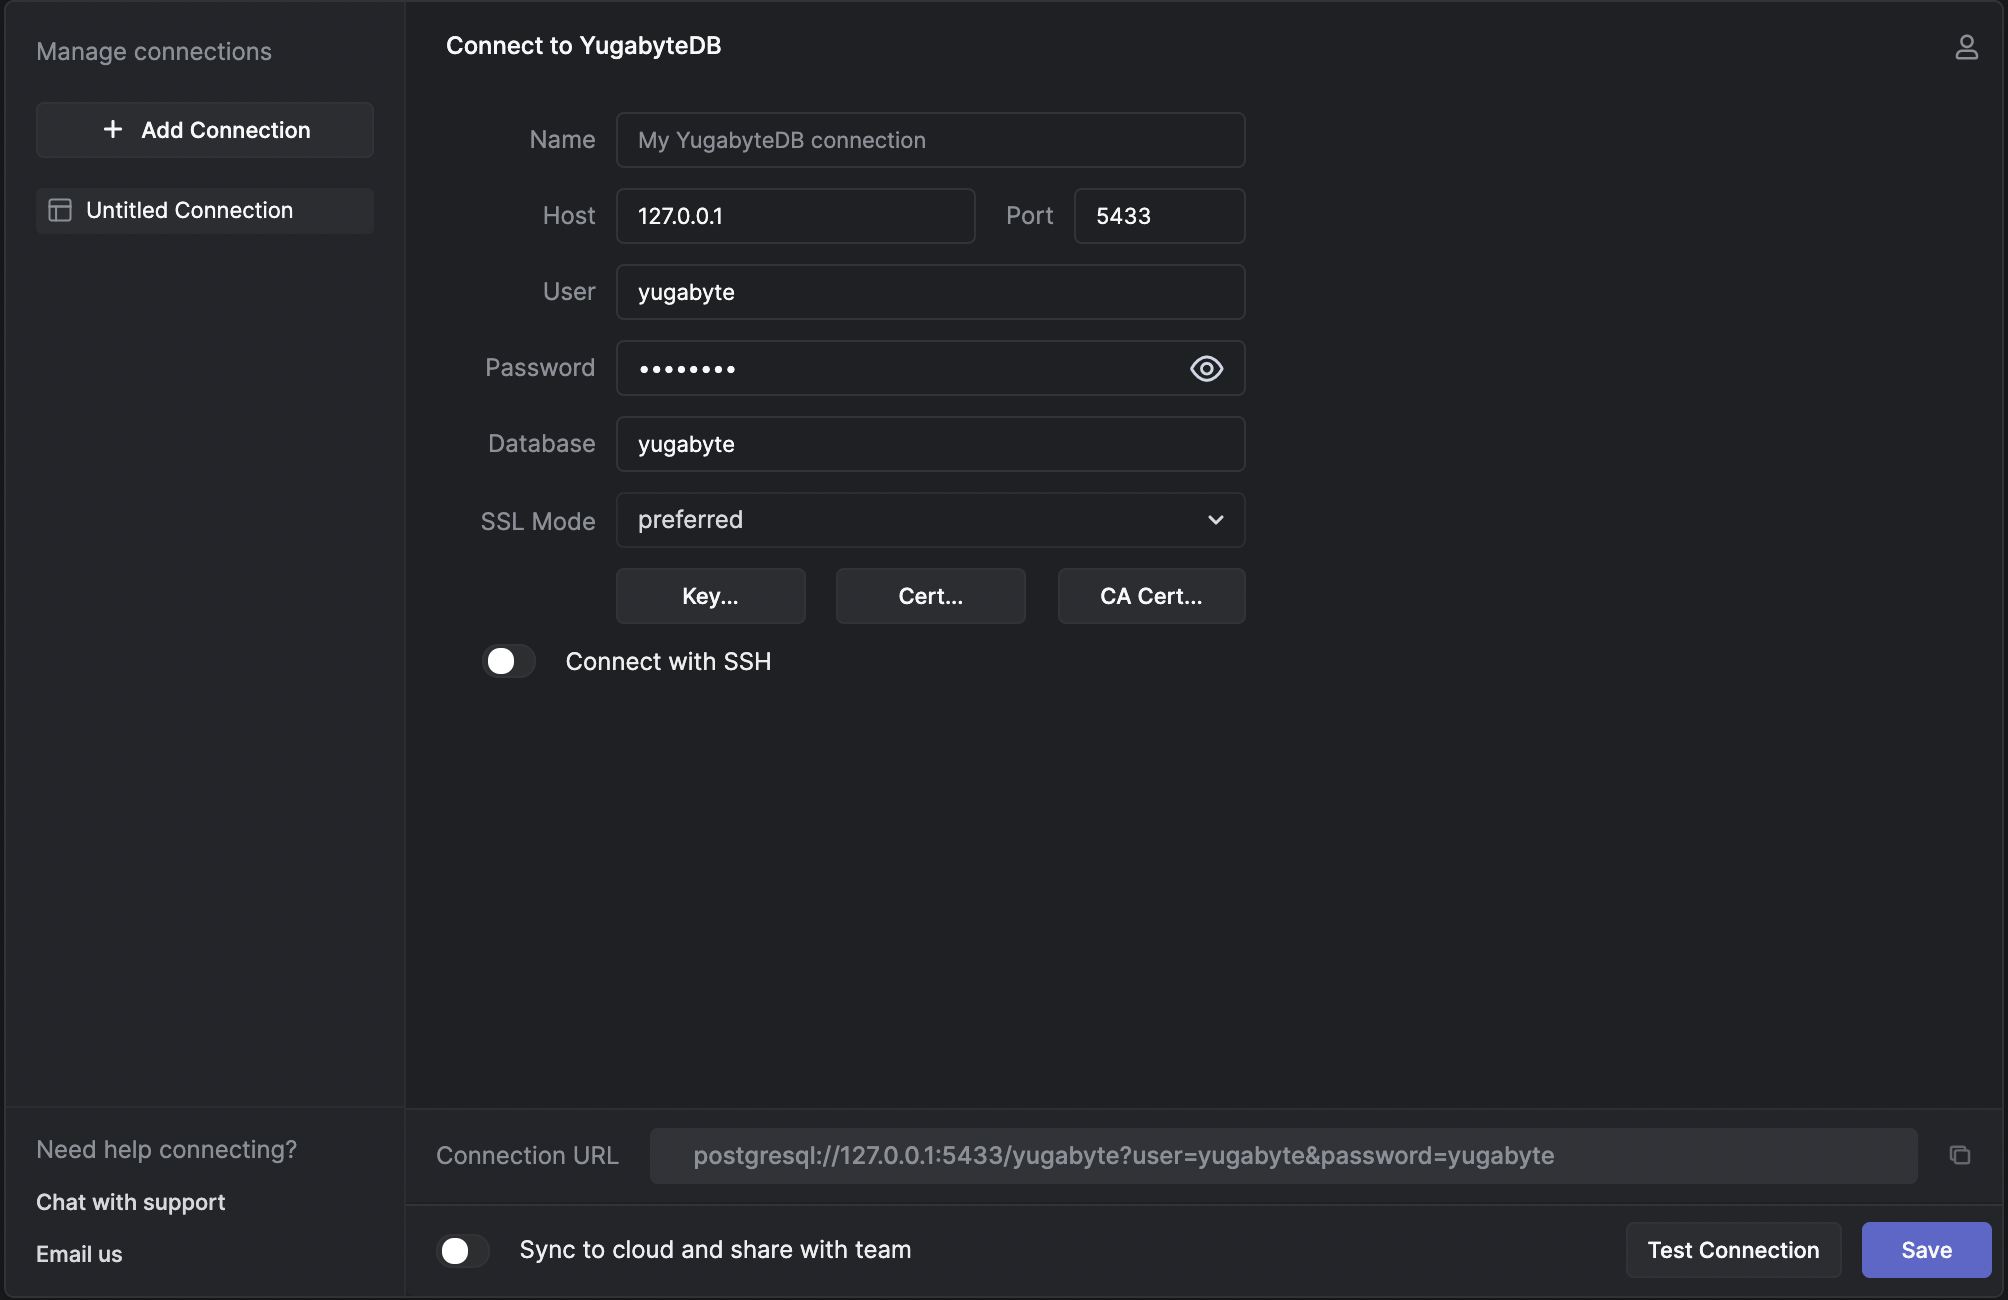 Manage connections
Add Connection
Untitled Connection
Need help connecting?
Chat with support
Email us
Connect to YugabyteDB
Name My YugabyteDB connection
Host 127.0.0.1 Port 5433
User yugabyte
Password ••••••••
Database yugabyte
SSL Mode preferred
Key... Cert... CA Cert...
Connect with SSH
Connection URL postgresql://127.0.0.1:5433/yugabyte?user=yugabyte&password=yugabyte
Sync to cloud and share with team Test Connection Save